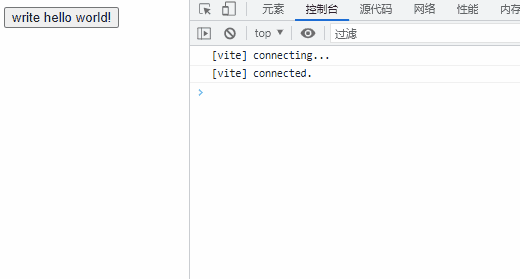 write hello world!
元素 控制台 源代码 网络 性能 内存
top 过滤
[vite] connecting...
[vite] connected.